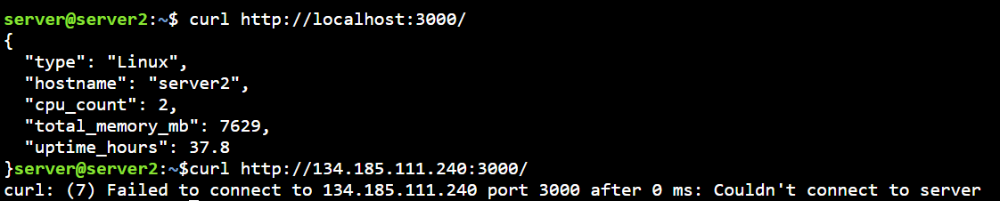 server@server2:~$ curl http://localhost:3000/
{
  "type": "Linux",
  "hostname": "server2",
  "cpu_count": 2,
  "total_memory_mb": 7629,
  "uptime_hours": 37.8
}server@server2:~$curl http://134.185.111.240:3000/
curl: (7) Failed to connect to 134.185.111.240 port 3000 after 0 ms: Couldn't connect to server